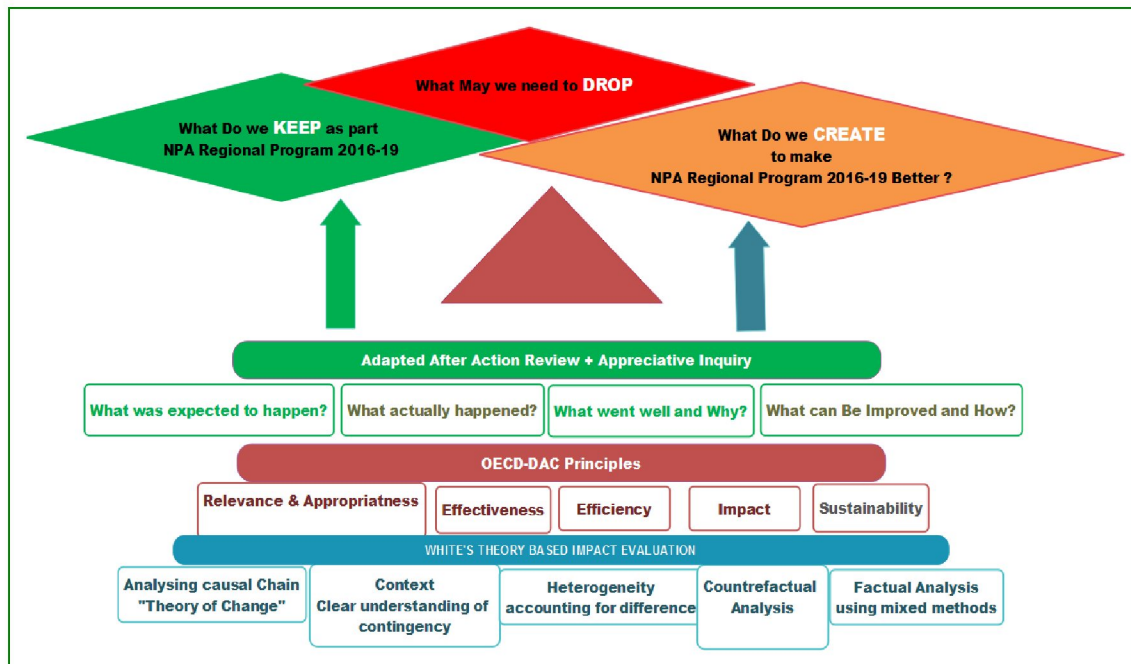 What May we need to DROP
What Do we KEEP as part
NPA Regional Program 2016-19
What Do we CREATE
to make
NPA Regional Program 2016-19 Better ?
Adapted After Action Review + Appreciative Inquiry
What was expected to happen?
What actually happened?
What went well and Why?
What can Be Improved and How?
OECD-DAC Principles
Relevance & Appropriatness
Effectiveness
Efficiency
Impact
Sustainability
WHITE'S THEORY BASED IMPACT EVALUATION
Analysing causal Chain
"Theory of Change"
Context
Clear understanding of
contingency
Heterogeneity
accounting for difference
Countrefactual
Analysis
Factual Analysis
using mixed methods